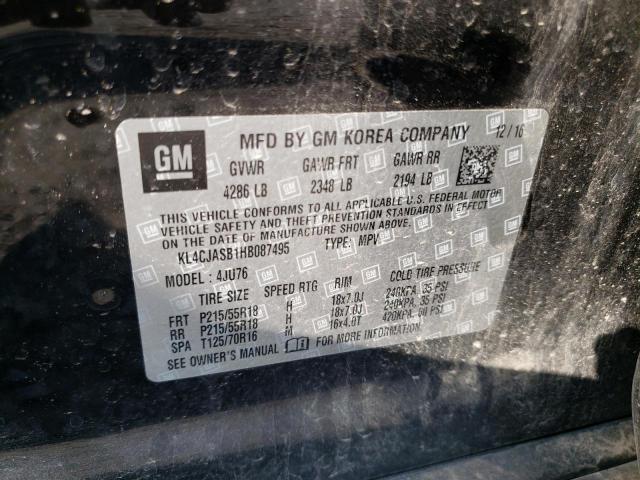 GM
MFD BY GM KOREA COMPANY 12/16
GVWR GAWR FRT GAWR RR
4286 LB 2348 LB 2194 LB
THIS VEHICLE CONFORMS TO ALL APPLICABLE U.S. FEDERAL MOTOR
VEHICLE SAFETY AND THEFT PREVENTION STANDARDS IN EFFECT
ON THE DATE OF MANUFACTURE SHOWN ABOVE.
KL4CJASB1HB087495 TYPE: MPV
MODEL: 4JU76
TIRE SIZE SPEED RTG RIM COLD TIRE PRESSURE
FRT P215/55R18 H 18x7.0J 240KPA, 35 PSI
RR P215/55R18 H 18x7.0J 240KPA, 35 PSI
SPA T125/70R16 M 16x4.0T 420KPA, 60 PSI
SEE OWNER'S MANUAL FOR MORE INFORMATION